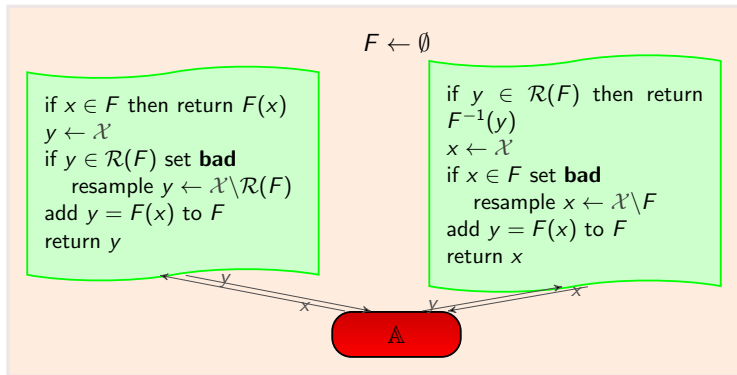 F ← ∅
if x ∈ F then return F(x)
y ← 𝒳
if y ∈ ℛ(F) set bad
resample y ← 𝒳\ℛ(F)
add y = F(x) to F
return y
if y ∈ ℛ(F) then return
F⁻¹(y)
x ← 𝒳
if x ∈ F set bad
resample x ← 𝒳\F
add y = F(x) to F
return x
y
x
y
x
𝔸